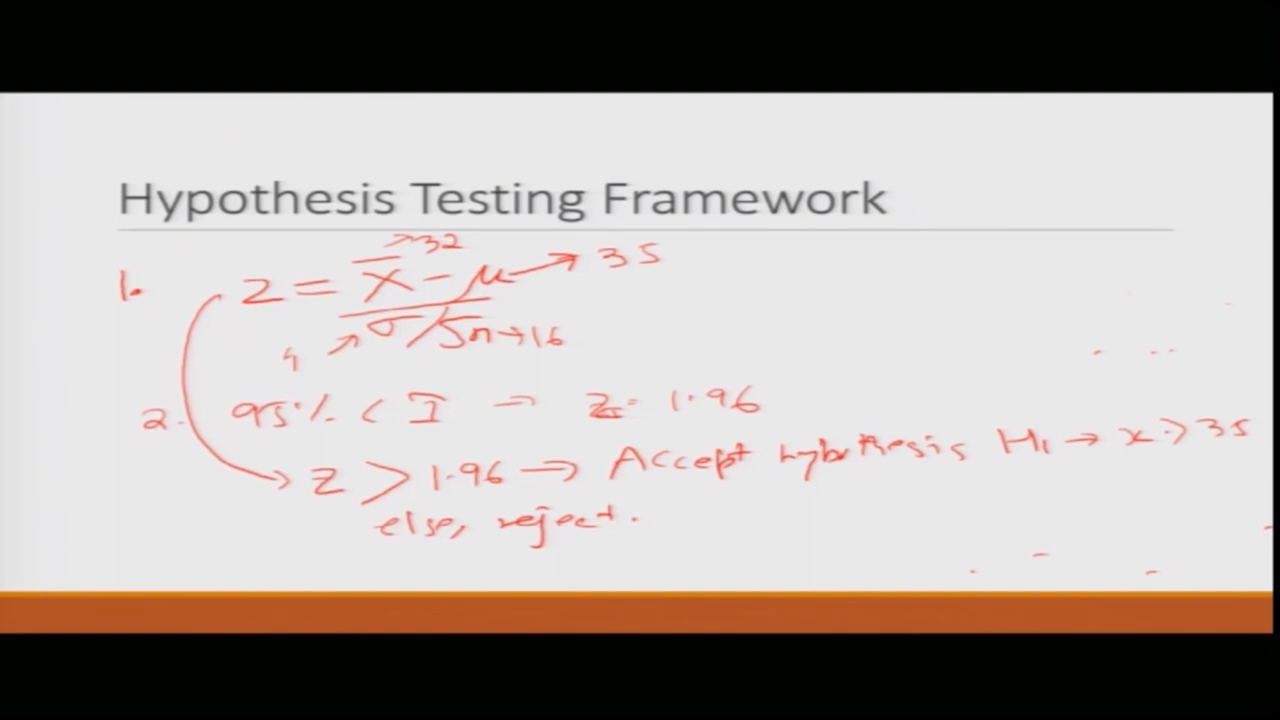 Hypothesis Testing Framework
→32
1. Z = X̄ - μ → 35
σ/√n → 16
4
2. 95% CI → Z = 1.96
Z > 1.96 → Accept hypothesis H₁ → x > 35
else, reject.